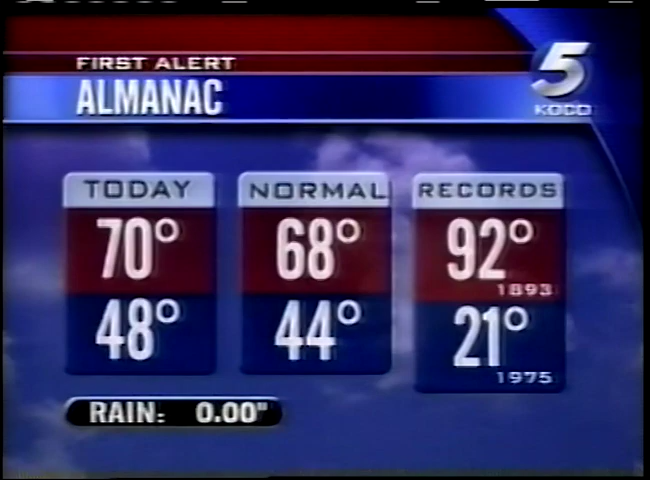 FIRST ALERT
ALMANAC
5
KOCO
TODAY
70°
48°
NORMAL
68°
44°
RECORDS
92°
1893
21°
1975
RAIN: 0.00"